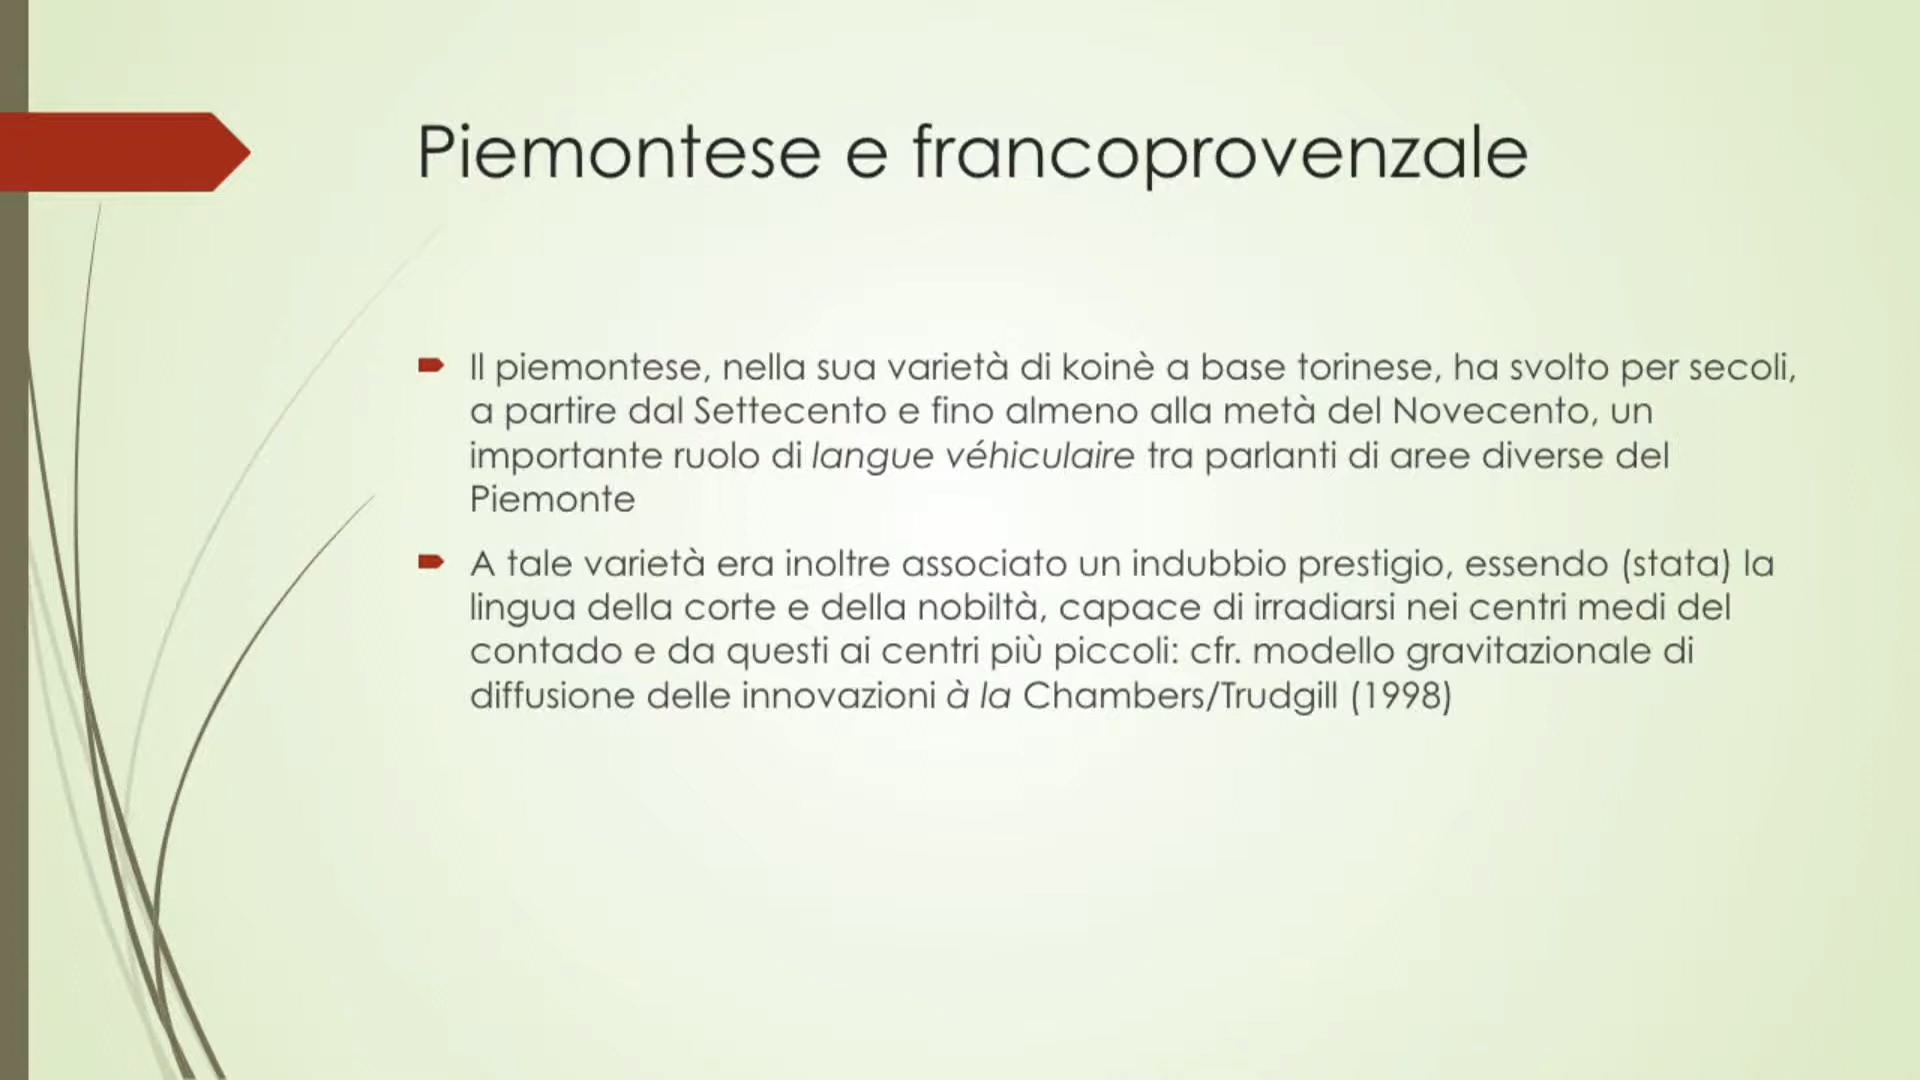 Piemontese e francoprovenzale
Il piemontese, nella sua varietà di koinè a base torinese, ha svolto per secoli,
a partire dal Settecento e fino almeno alla metà del Novecento, un
importante ruolo di langue véhiculaire tra parlanti di aree diverse del
Piemonte
A tale varietà era inoltre associato un indubbio prestigio, essendo (stata) la
lingua della corte e della nobiltà, capace di irradiarsi nei centri medi del
contado e da questi ai centri più piccoli: cfr. modello gravitazionale di
diffusione delle innovazioni à la Chambers/Trudgill (1998)